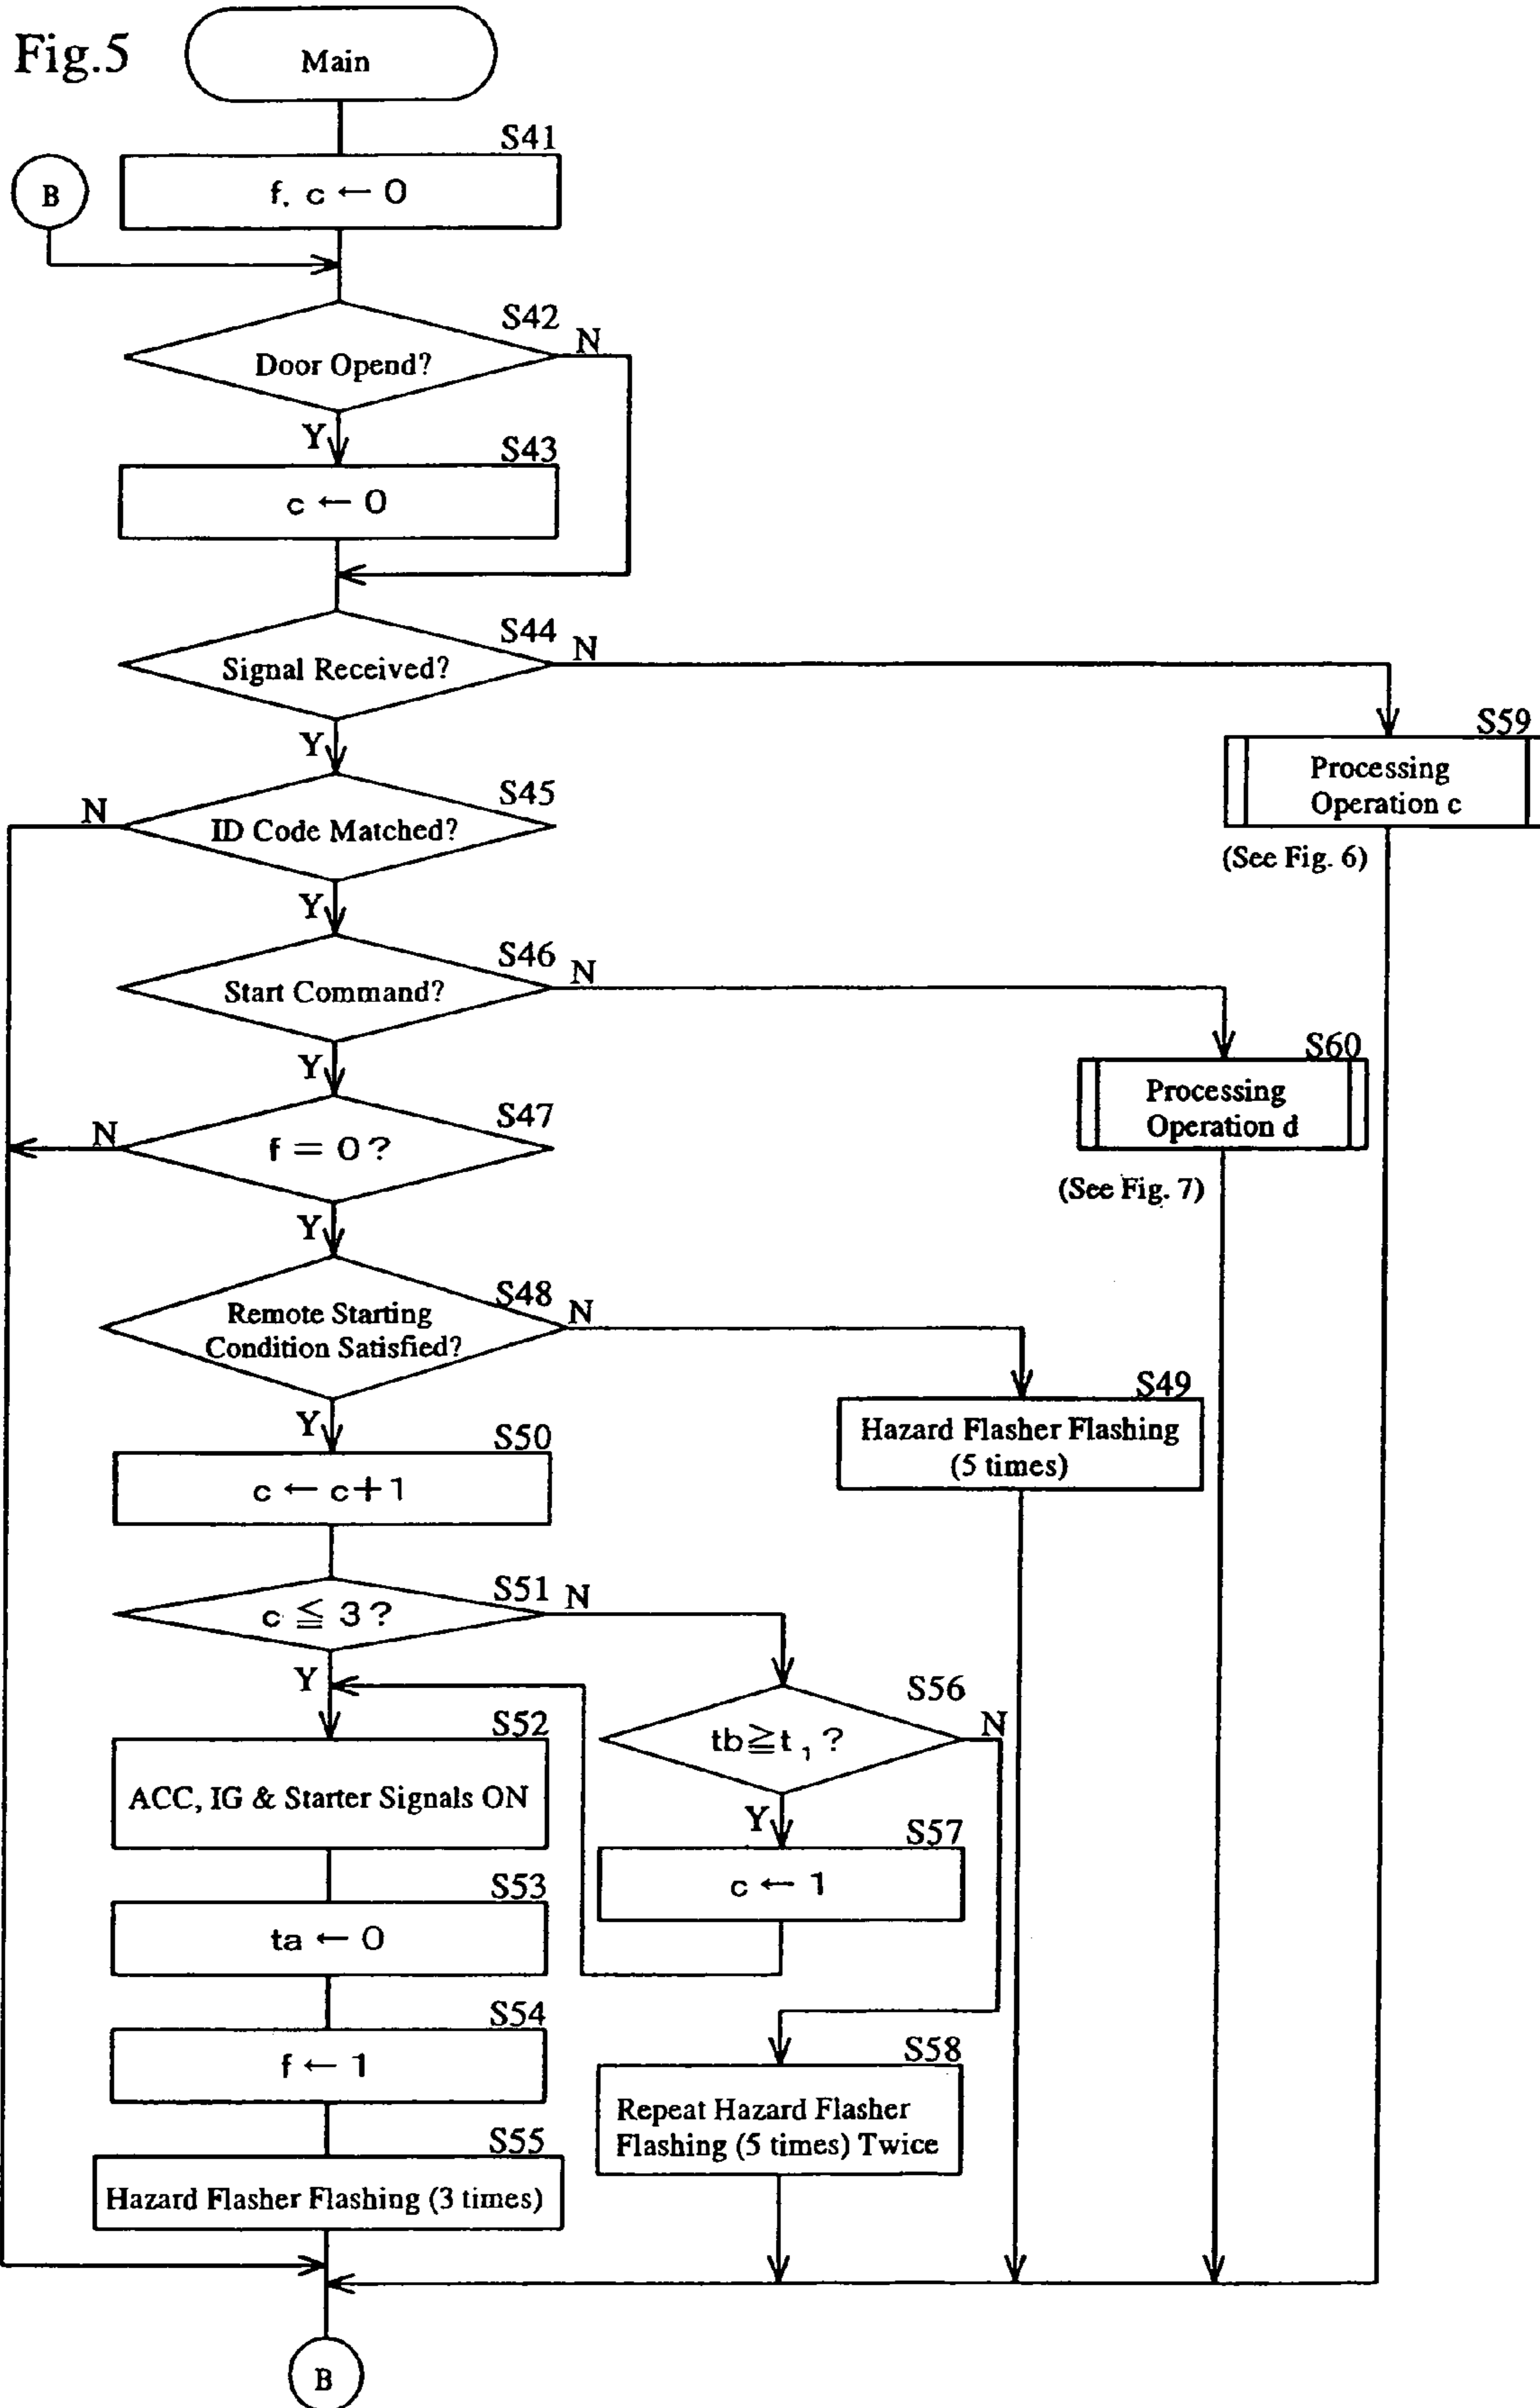 Fig.5
Main
S41
B
f, c ← 0
S42
N
Door Opend?
Y
S43
c ← 0
S44
N
Signal Received?
Y
S59
Processing
Operation c
(See Fig. 6)
S45
N
ID Code Matched?
Y
S46
N
Start Command?
Y
S60
Processing
Operation d
(See Fig. 7)
S47
N
f = 0 ?
Y
S48
N
Remote Starting
Condition Satisfied?
Y
S49
Hazard Flasher Flashing
(5 times)
S50
c ← c+1
S51
N
c ≦ 3 ?
Y
S56
N
tb≧t₁ ?
Y
S52
ACC, IG & Starter Signals ON
S57
c ← 1
S53
ta ← 0
S54
f ← 1
S58
Repeat Hazard Flasher
Flashing (5 times) Twice
S55
Hazard Flasher Flashing (3 times)
B